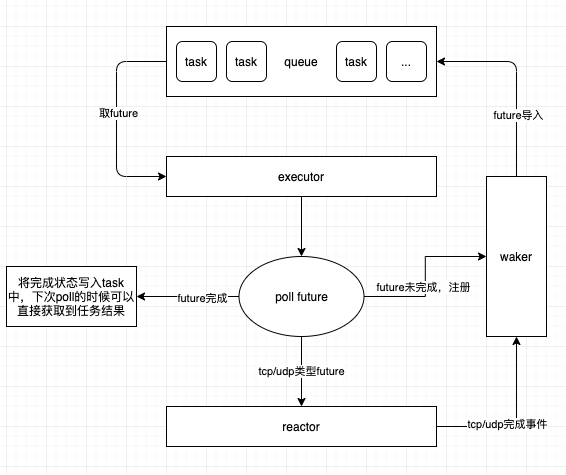 task
task
queue
task
...
取future
future导入
executor
waker
将完成状态写入task
中，下次poll的时候可以
直接获取到任务结果
future完成
poll future
future未完成，注册
tcp/udp类型future
reactor
tcp/udp完成事件